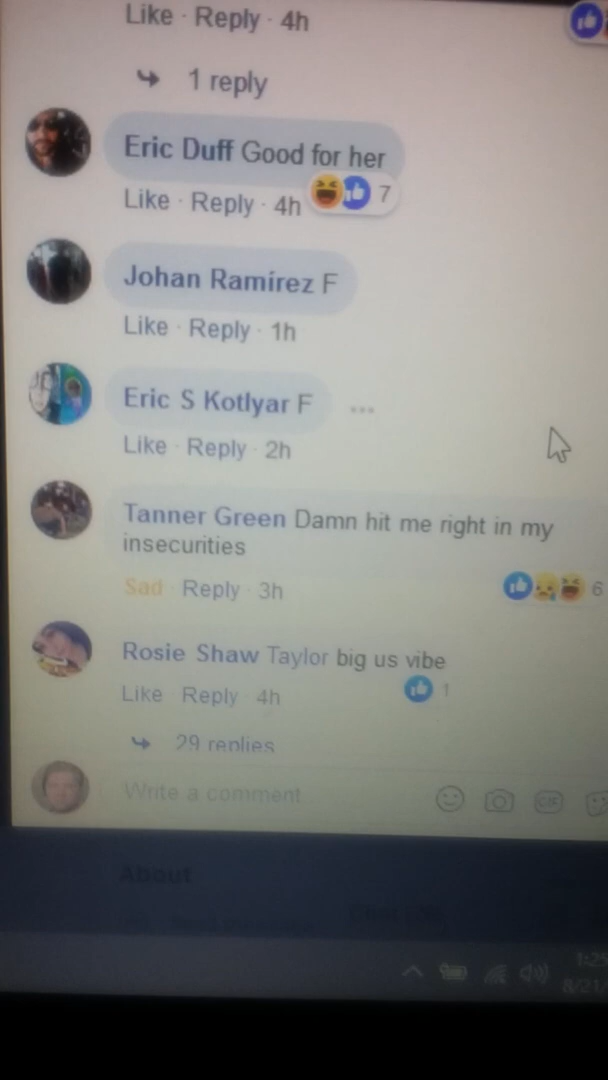 Like · Reply · 4h
1 reply
Eric Duff Good for her
Like · Reply · 4h 7
Johan Ramirez F
Like · Reply · 1h
Eric S Kotlyar F ...
Like · Reply · 2h
Tanner Green Damn hit me right in my
insecurities
Sad · Reply · 3h 6
Rosie Shaw Taylor big us vibe
Like · Reply · 4h 1
29 replies
Write a comment...
GIF
About